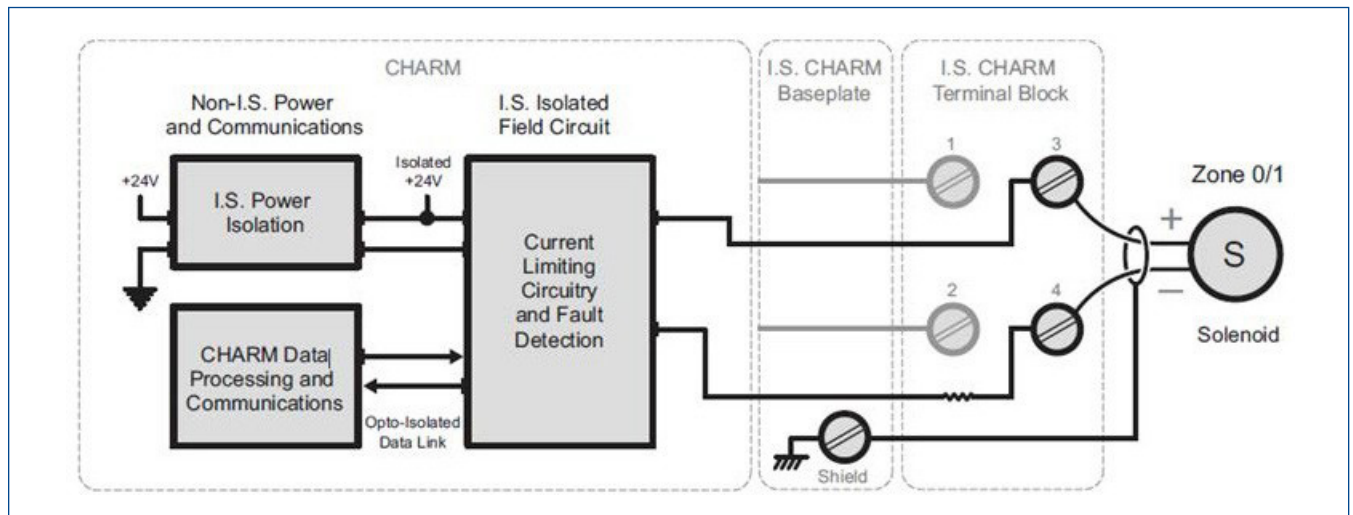 CHARM
I.S. CHARM
Baseplate
I.S. CHARM
Terminal Block
Non-I.S. Power
and Communications
I.S. Isolated
Field Circuit
+24V
I.S. Power
Isolation
Isolated
+24V
Current
Limiting
Circuitry
and Fault
Detection
CHARM Data
Processing and
Communications
Opto-Isolated
Data Link
1
3
2
4
Shield
Zone 0/1
+
S
–
Solenoid